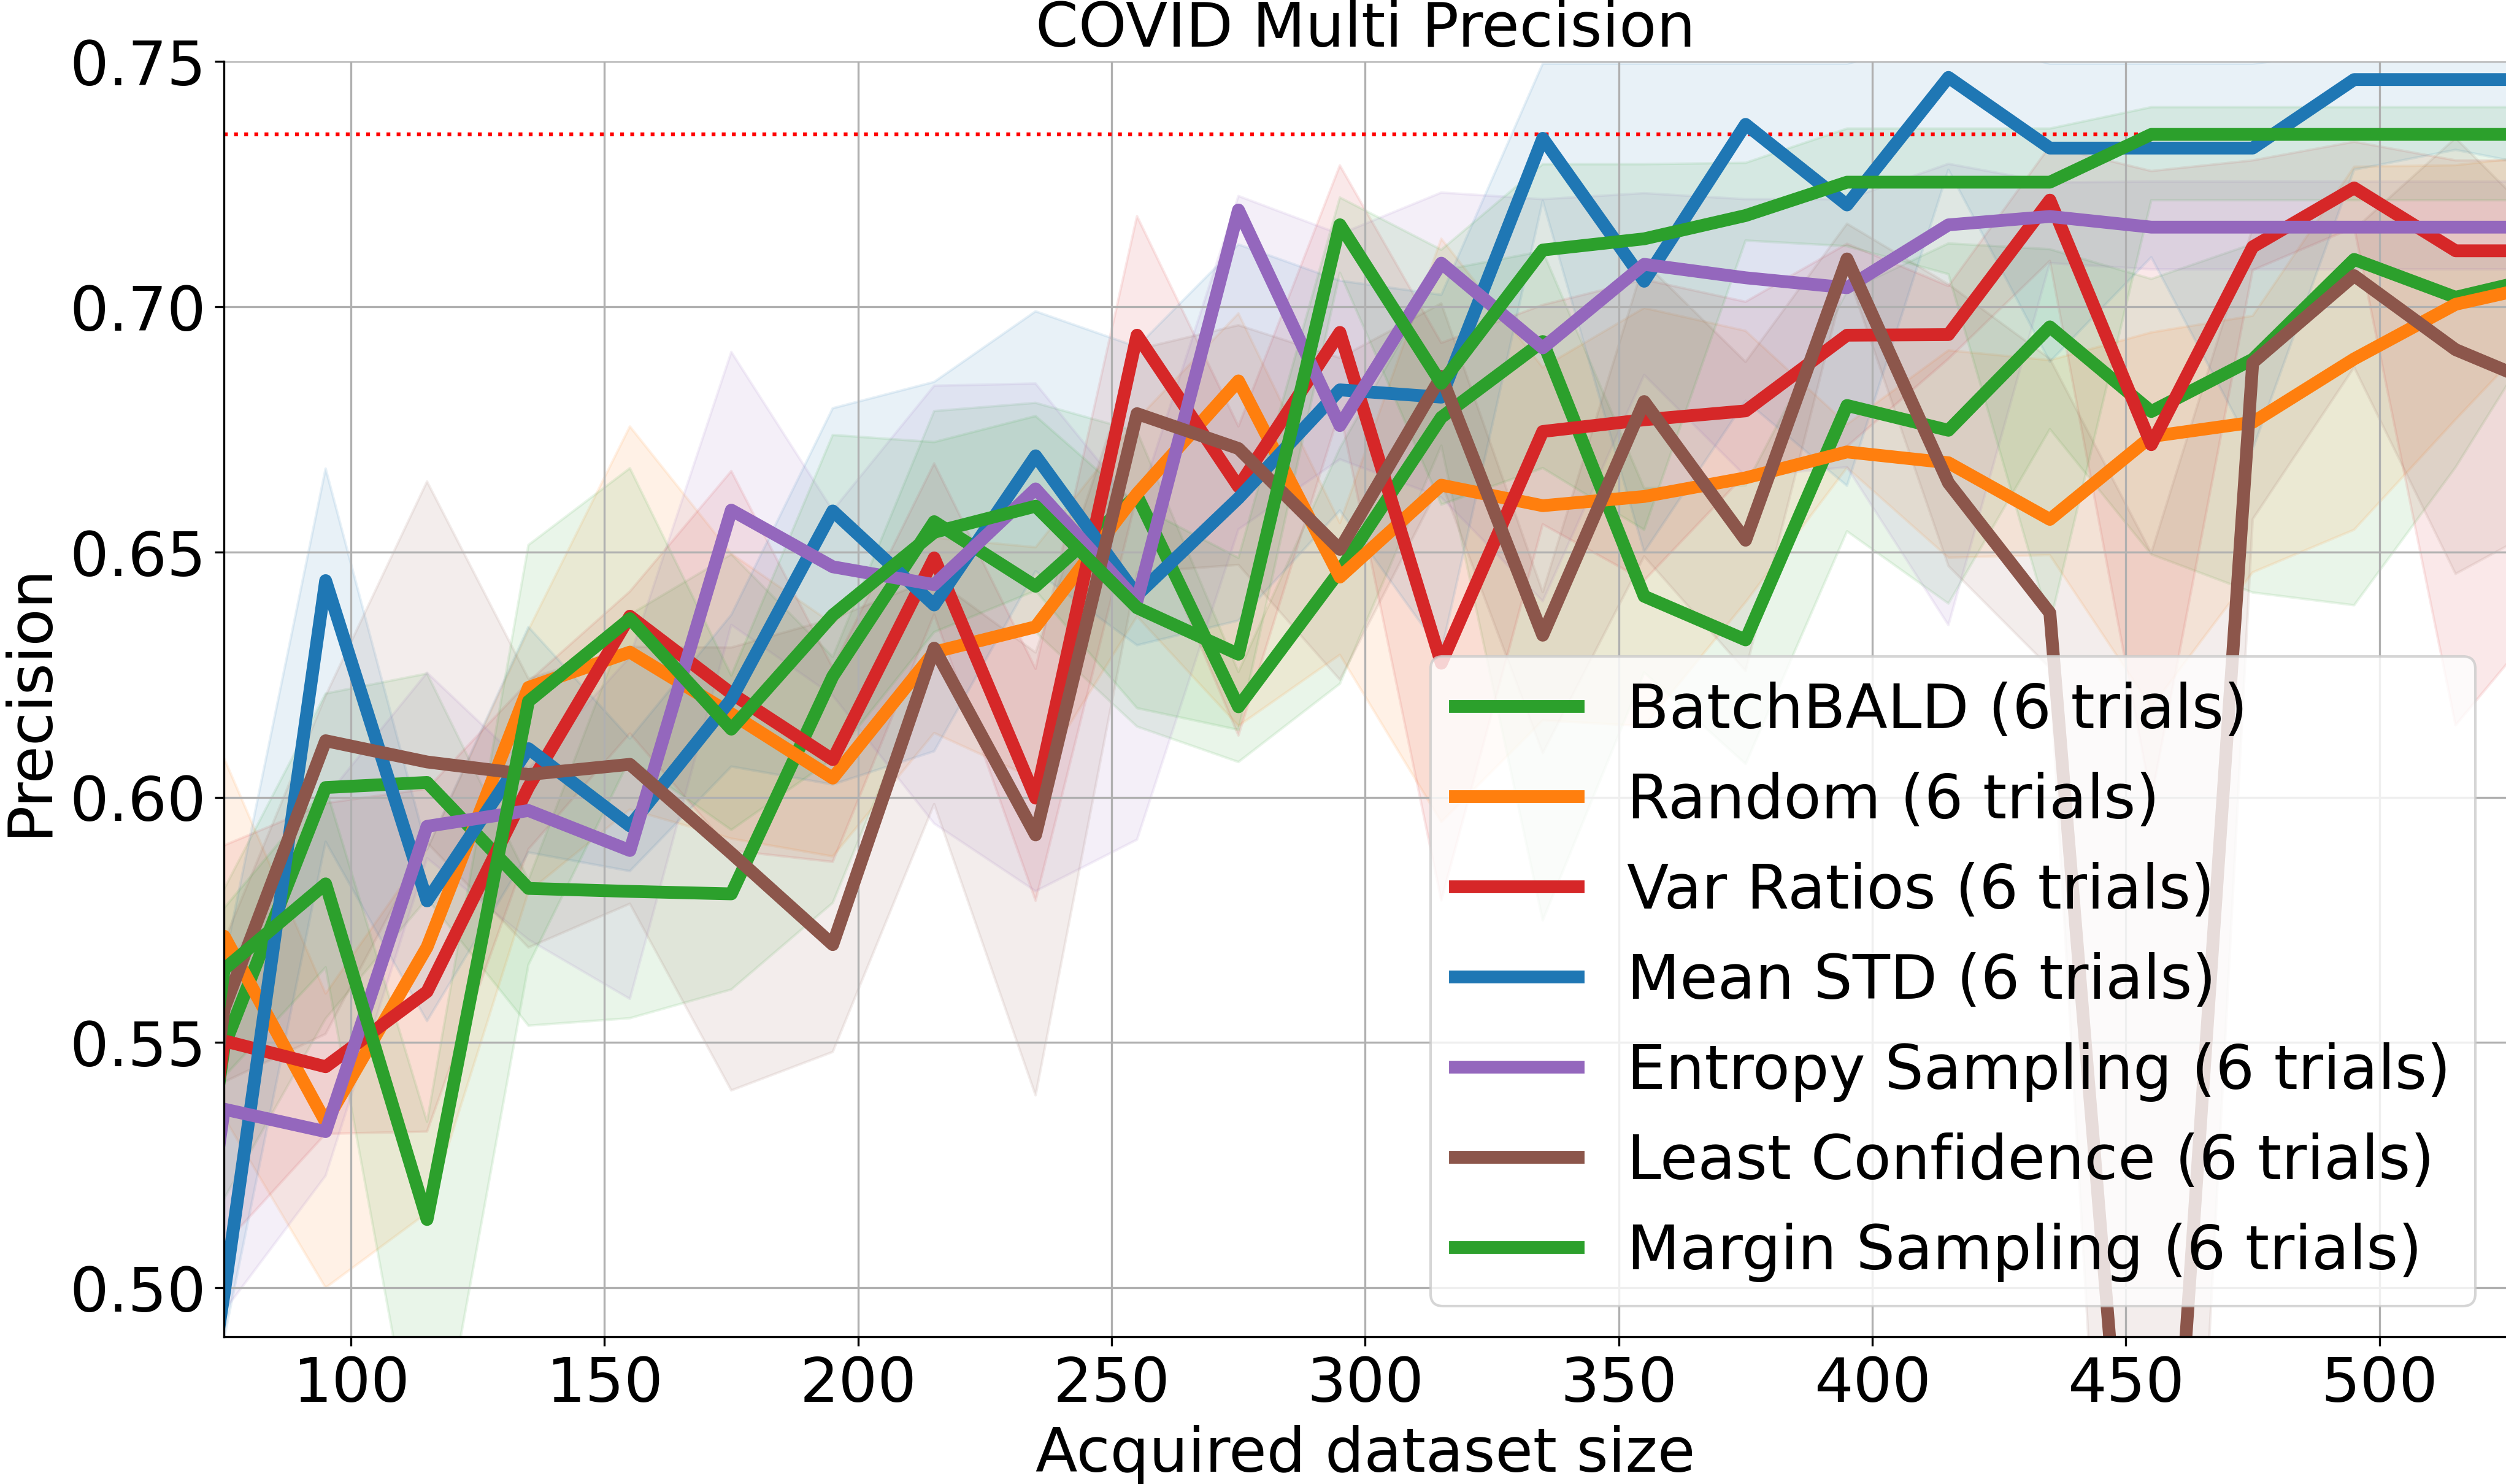 COVID Multi Precision
0.75
0.70
0.65
0.60
0.55
0.50
Precision
BatchBALD (6 trials)
Random (6 trials)
Var Ratios (6 trials)
Mean STD (6 trials)
Entropy Sampling (6 trials)
Least Confidence (6 trials)
Margin Sampling (6 trials)
100 150 200 250 300 350 400 450 500
Acquired dataset size